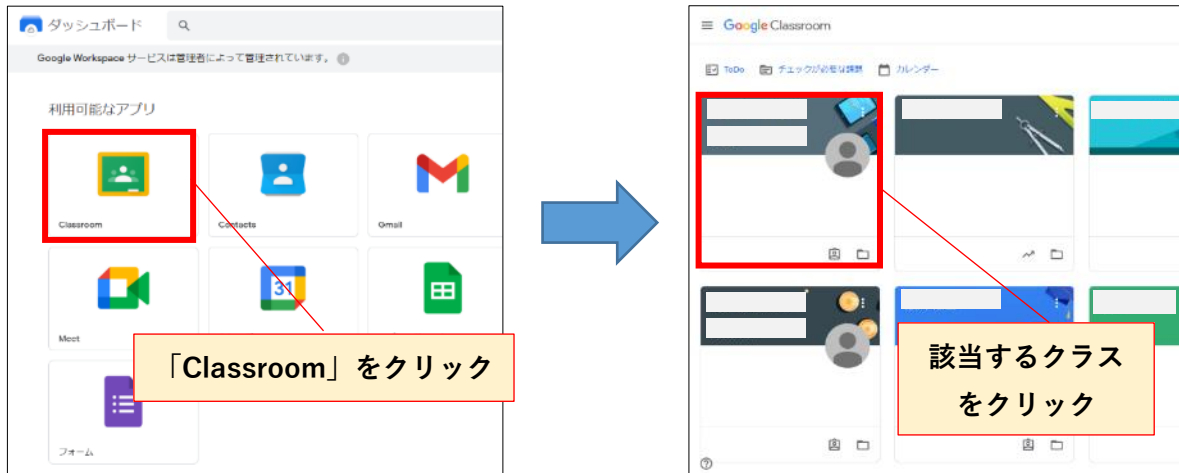 ダッシュボード
Google Workspace サービスは管理者によって管理されています。
利用可能なアプリ
Classroom
Contacts
Gmail
31
Meet
フォーム
「Classroom」をクリック
Google Classroom
ToDo チェックが必要な課題 カレンダー
該当するクラス
をクリック